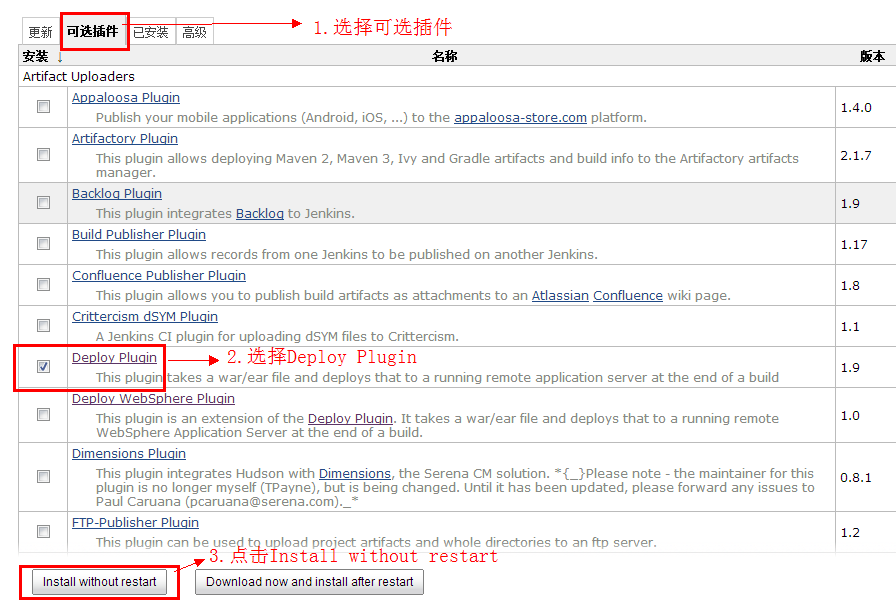 更新 可选插件 已安装 高级
1.选择可选插件
安装 ↓ 名称 版本
Artifact Uploaders
Appaloosa Plugin
Publish your mobile applications (Android, iOS, ...) to the appaloosa-store.com platform.
1.4.0
Artifactory Plugin
This plugin allows deploying Maven 2, Maven 3, Ivy and Gradle artifacts and build info to the Artifactory artifacts
manager.
2.1.7
Backlog Plugin
This plugin integrates Backlog to Jenkins.
1.9
Build Publisher Plugin
This plugin allows records from one Jenkins to be published on another Jenkins.
1.17
Confluence Publisher Plugin
This plugin allows you to publish build artifacts as attachments to an Atlassian Confluence wiki page.
1.8
Crittercism dSYM Plugin
A Jenkins CI plugin for uploading dSYM files to Crittercism.
1.1
Deploy Plugin
2.选择Deploy Plugin
This plugin takes a war/ear file and deploys that to a running remote application server at the end of a build
1.9
Deploy WebSphere Plugin
This plugin is an extension of the Deploy Plugin. It takes a war/ear file and deploys that to a running remote
WebSphere Application Server at the end of a build.
1.0
Dimensions Plugin
This plugin integrates Hudson with Dimensions, the Serena CM solution. *{_}Please note - the maintainer for this
plugin is no longer myself (TPayne), but is being changed. Until it has been updated, please forward any issues to
Paul Caruana (pcaruana@serena.com)._*
0.8.1
FTP-Publisher Plugin
This plugin can be used to upload project artifacts and whole directories to an ftp server.
1.2
3.点击Install without restart
Install without restart
Download now and install after restart